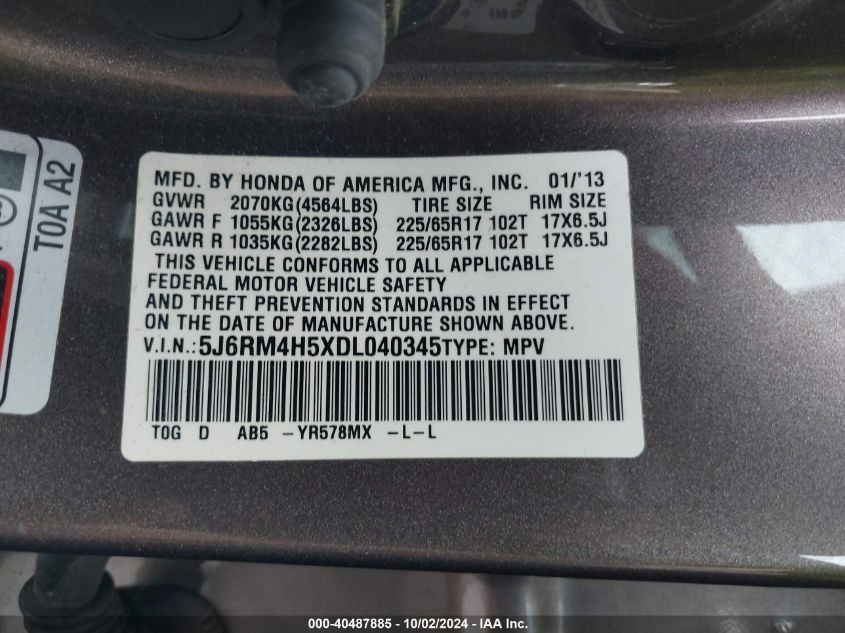 MFD. BY HONDA OF AMERICA MFG., INC. 01/'13
GVWR 2070KG(4564LBS) TIRE SIZE RIM SIZE
GAWR F 1055KG(2326LBS) 225/65R17 102T 17X6.5J
GAWR R 1035KG(2282LBS) 225/65R17 102T 17X6.5J
THIS VEHICLE CONFORMS TO ALL APPLICABLE
FEDERAL MOTOR VEHICLE SAFETY
AND THEFT PREVENTION STANDARDS IN EFFECT
ON THE DATE OF MANUFACTURE SHOWN ABOVE.
V.I.N.:5J6RM4H5XDL040345TYPE: MPV
T0G D AB5 -YR578MX -L-L
T0A A2
000-40487885 - 10/02/2024 - IAA Inc.